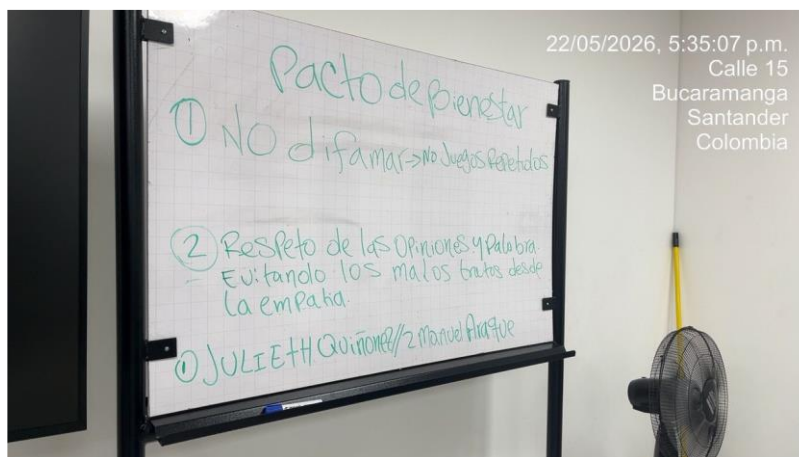 22/05/2026, 5:35:07 p.m.
Calle 15
Bucaramanga
Santander
Colombia
Pacto de Bienestar
① NO difamar → No Juegos Repetidos
② Respeto de las Opiniones y Palabra
Evitando los malos tratos desde
la empatia.
① JULIEtH Quiñonez // 2 Manuel Araque